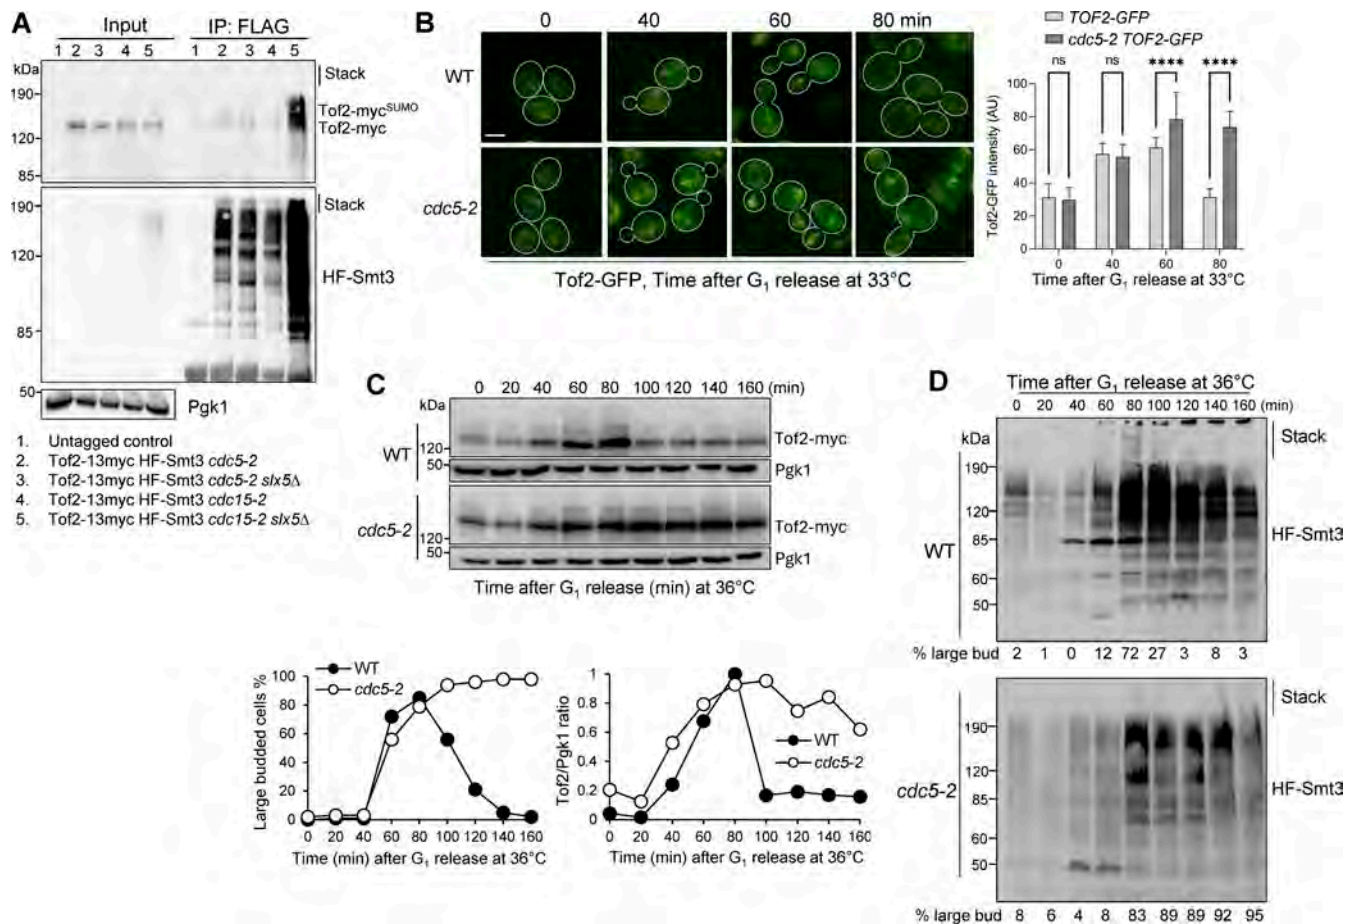 A
Input IP: FLAG
1 2 3 4 5 1 2 3 4 5
kDa
190
120
85
Stack
Tof2-myc^SUMO
Tof2-myc
190
120
85
Stack
HF-Smt3
50
Pgk1
1. Untagged control
2. Tof2-13myc HF-Smt3 cdc5-2
3. Tof2-13myc HF-Smt3 cdc5-2 slx5Δ
4. Tof2-13myc HF-Smt3 cdc15-2
5. Tof2-13myc HF-Smt3 cdc15-2 slx5Δ
B
0 40 60 80 min
WT
cdc5-2
Tof2-GFP, Time after G₁ release at 33°C
TOF2-GFP
cdc5-2 TOF2-GFP
ns ns **** ****
Tof2-GFP intensity (AU)
100
80
60
40
20
0
0 40 60 80
Time after G₁ release at 33°C
C
0 20 40 60 80 100 120 140 160 (min)
kDa
WT
120
Tof2-myc
50
Pgk1
cdc5-2
120
Tof2-myc
50
Pgk1
Time after G₁ release (min) at 36°C
WT
cdc5-2
Large budded cells %
100
80
60
40
20
0
0 20 40 60 80 100 120 140 160
Time (min) after G₁ release at 36°C
Tof2/Pgk1 ratio
1
0.8
0.6
0.4
0.2
0
WT
cdc5-2
0 20 40 60 80 100 120 140 160
Time (min) after G₁ release at 36°C
D
Time after G₁ release at 36°C
0 20 40 60 72 100 120 140 160 (min)
kDa
WT
190
120
85
60
50
Stack
HF-Smt3
% large bud 2 1 0 12 72 27 3 8 3
cdc5-2
190
120
85
60
50
Stack
HF-Smt3
% large bud 8 6 4 8 83 89 89 92 95